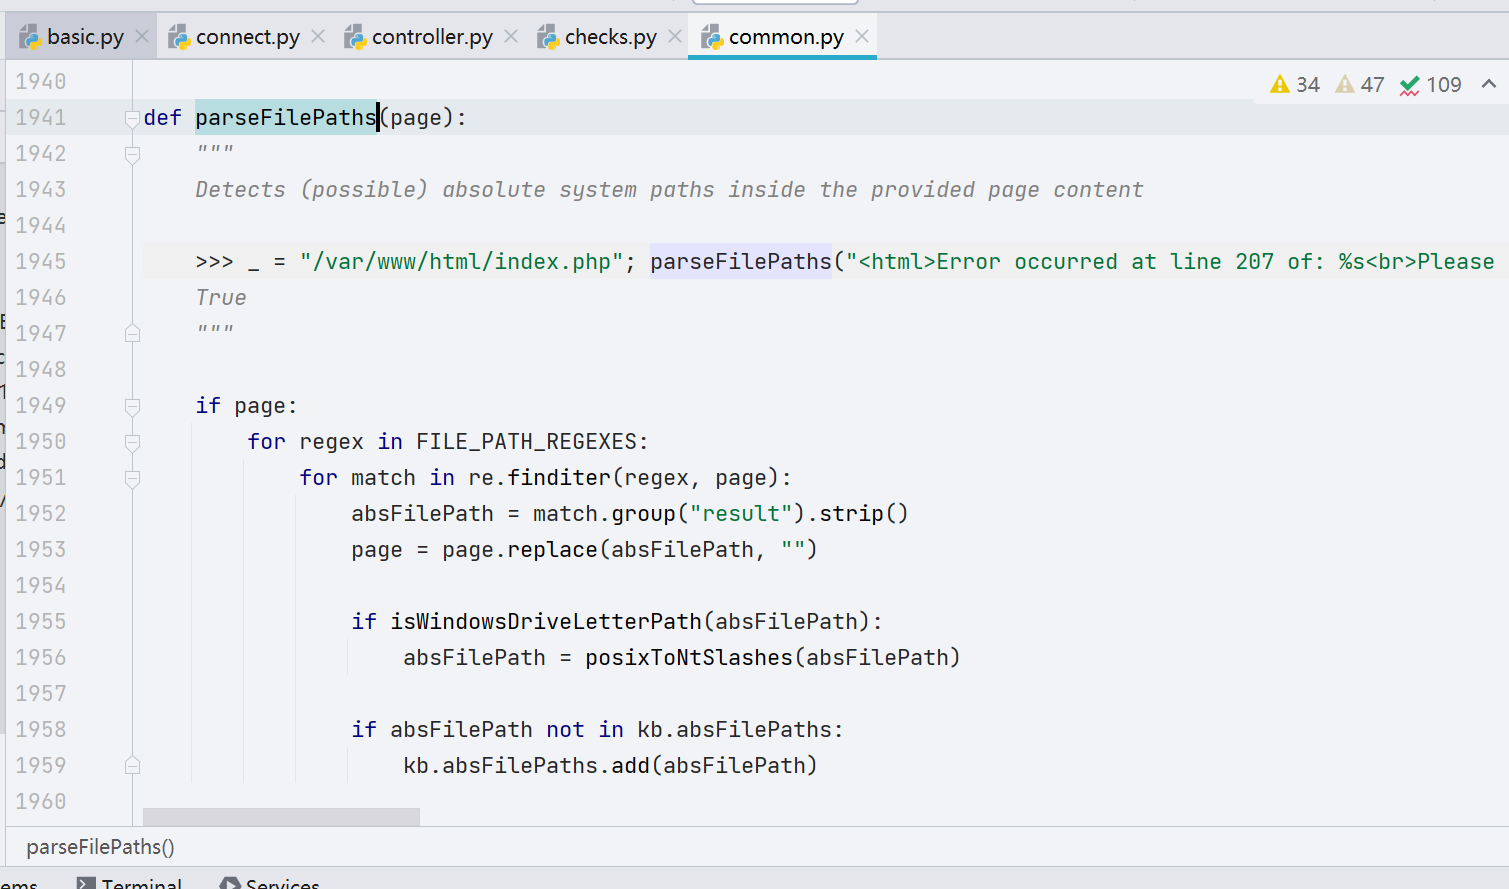 basic.py connect.py controller.py checks.py common.py
1940
34 47 109
1941 def parseFilePaths(page):
1942 """
1943 Detects (possible) absolute system paths inside the provided page content
1944
1945 >>> _ = "/var/www/html/index.php"; parseFilePaths("<html>Error occurred at line 207 of: %s<br>Please
1946 True
1947 """
1948
1949 if page:
1950 for regex in FILE_PATH_REGEXES:
1951 for match in re.finditer(regex, page):
1952 absFilePath = match.group("result").strip()
1953 page = page.replace(absFilePath, "")
1954
1955 if isWindowsDriveLetterPath(absFilePath):
1956 absFilePath = posixToNtSlashes(absFilePath)
1957
1958 if absFilePath not in kb.absFilePaths:
1959 kb.absFilePaths.add(absFilePath)
1960
parseFilePaths()
Terminal Services